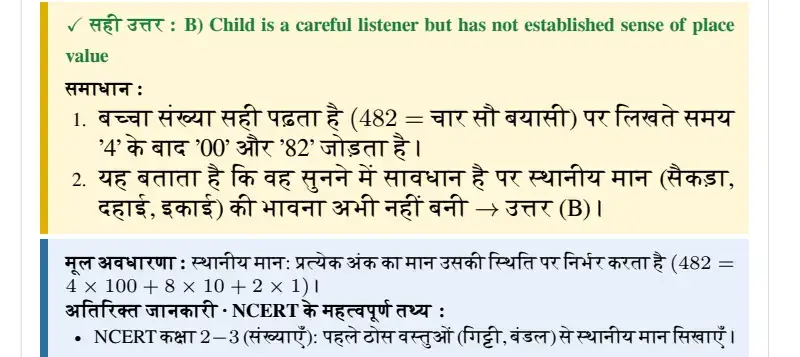 ✓ सही उत्तर : B) Child is a careful listener but has not established sense of place
value
समाधान :
1. बच्चा संख्या सही पढ़ता है (482 = चार सौ बयासी) पर लिखते समय
'4' के बाद '00' और '82' जोड़ता है।
2. यह बताता है कि वह सुनने में सावधान है पर स्थानीय मान (सैकड़ा,
दहाई, इकाई) की भावना अभी नहीं बनी → उत्तर (B)।
मूल अवधारणा : स्थानीय मान: प्रत्येक अंक का मान उसकी स्थिति पर निर्भर करता है (482 =
4 × 100 + 8 × 10 + 2 × 1)।
अतिरिक्त जानकारी · NCERT के महत्वपूर्ण तथ्य :
• NCERT कक्षा 2–3 (संख्याएँ): पहले ठोस वस्तुओं (गिट्टी, बंडल) से स्थानीय मान सिखाएँ।